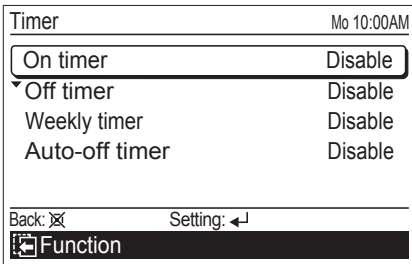 Timer Mo 10:00AM
On timer Disable
Off timer Disable
Weekly timer Disable
Auto-off timer Disable
Back: Setting:
Function